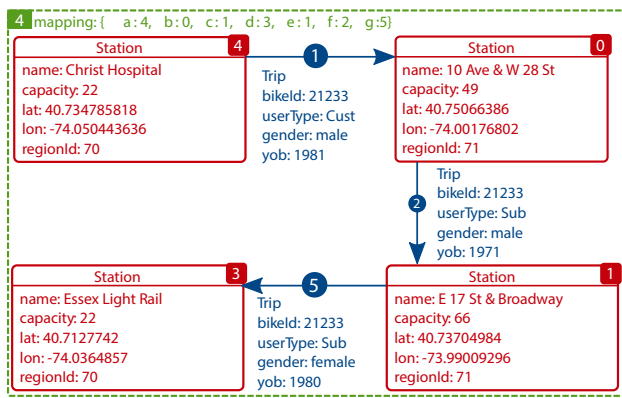 4 mapping: { a: 4, b: 0, c: 1, d: 3, e: 1, f: 2, g:5}
Station 4
name: Christ Hospital
capacity: 22
lat: 40.734785818
lon: -74.050443636
regionId: 70
1
Trip
bikeId: 21233
userType: Cust
gender: male
yob: 1981
Station 0
name: 10 Ave & W 28 St
capacity: 49
lat: 40.75066386
lon: -74.00176802
regionId: 71
2
Trip
bikeId: 21233
userType: Sub
gender: male
yob: 1971
Station 3
name: Essex Light Rail
capacity: 22
lat: 40.7127742
lon: -74.0364857
regionId: 70
5
Trip
bikeId: 21233
userType: Sub
gender: female
yob: 1980
Station 1
name: E 17 St & Broadway
capacity: 66
lat: 40.73704984
lon: -73.99009296
regionId: 71